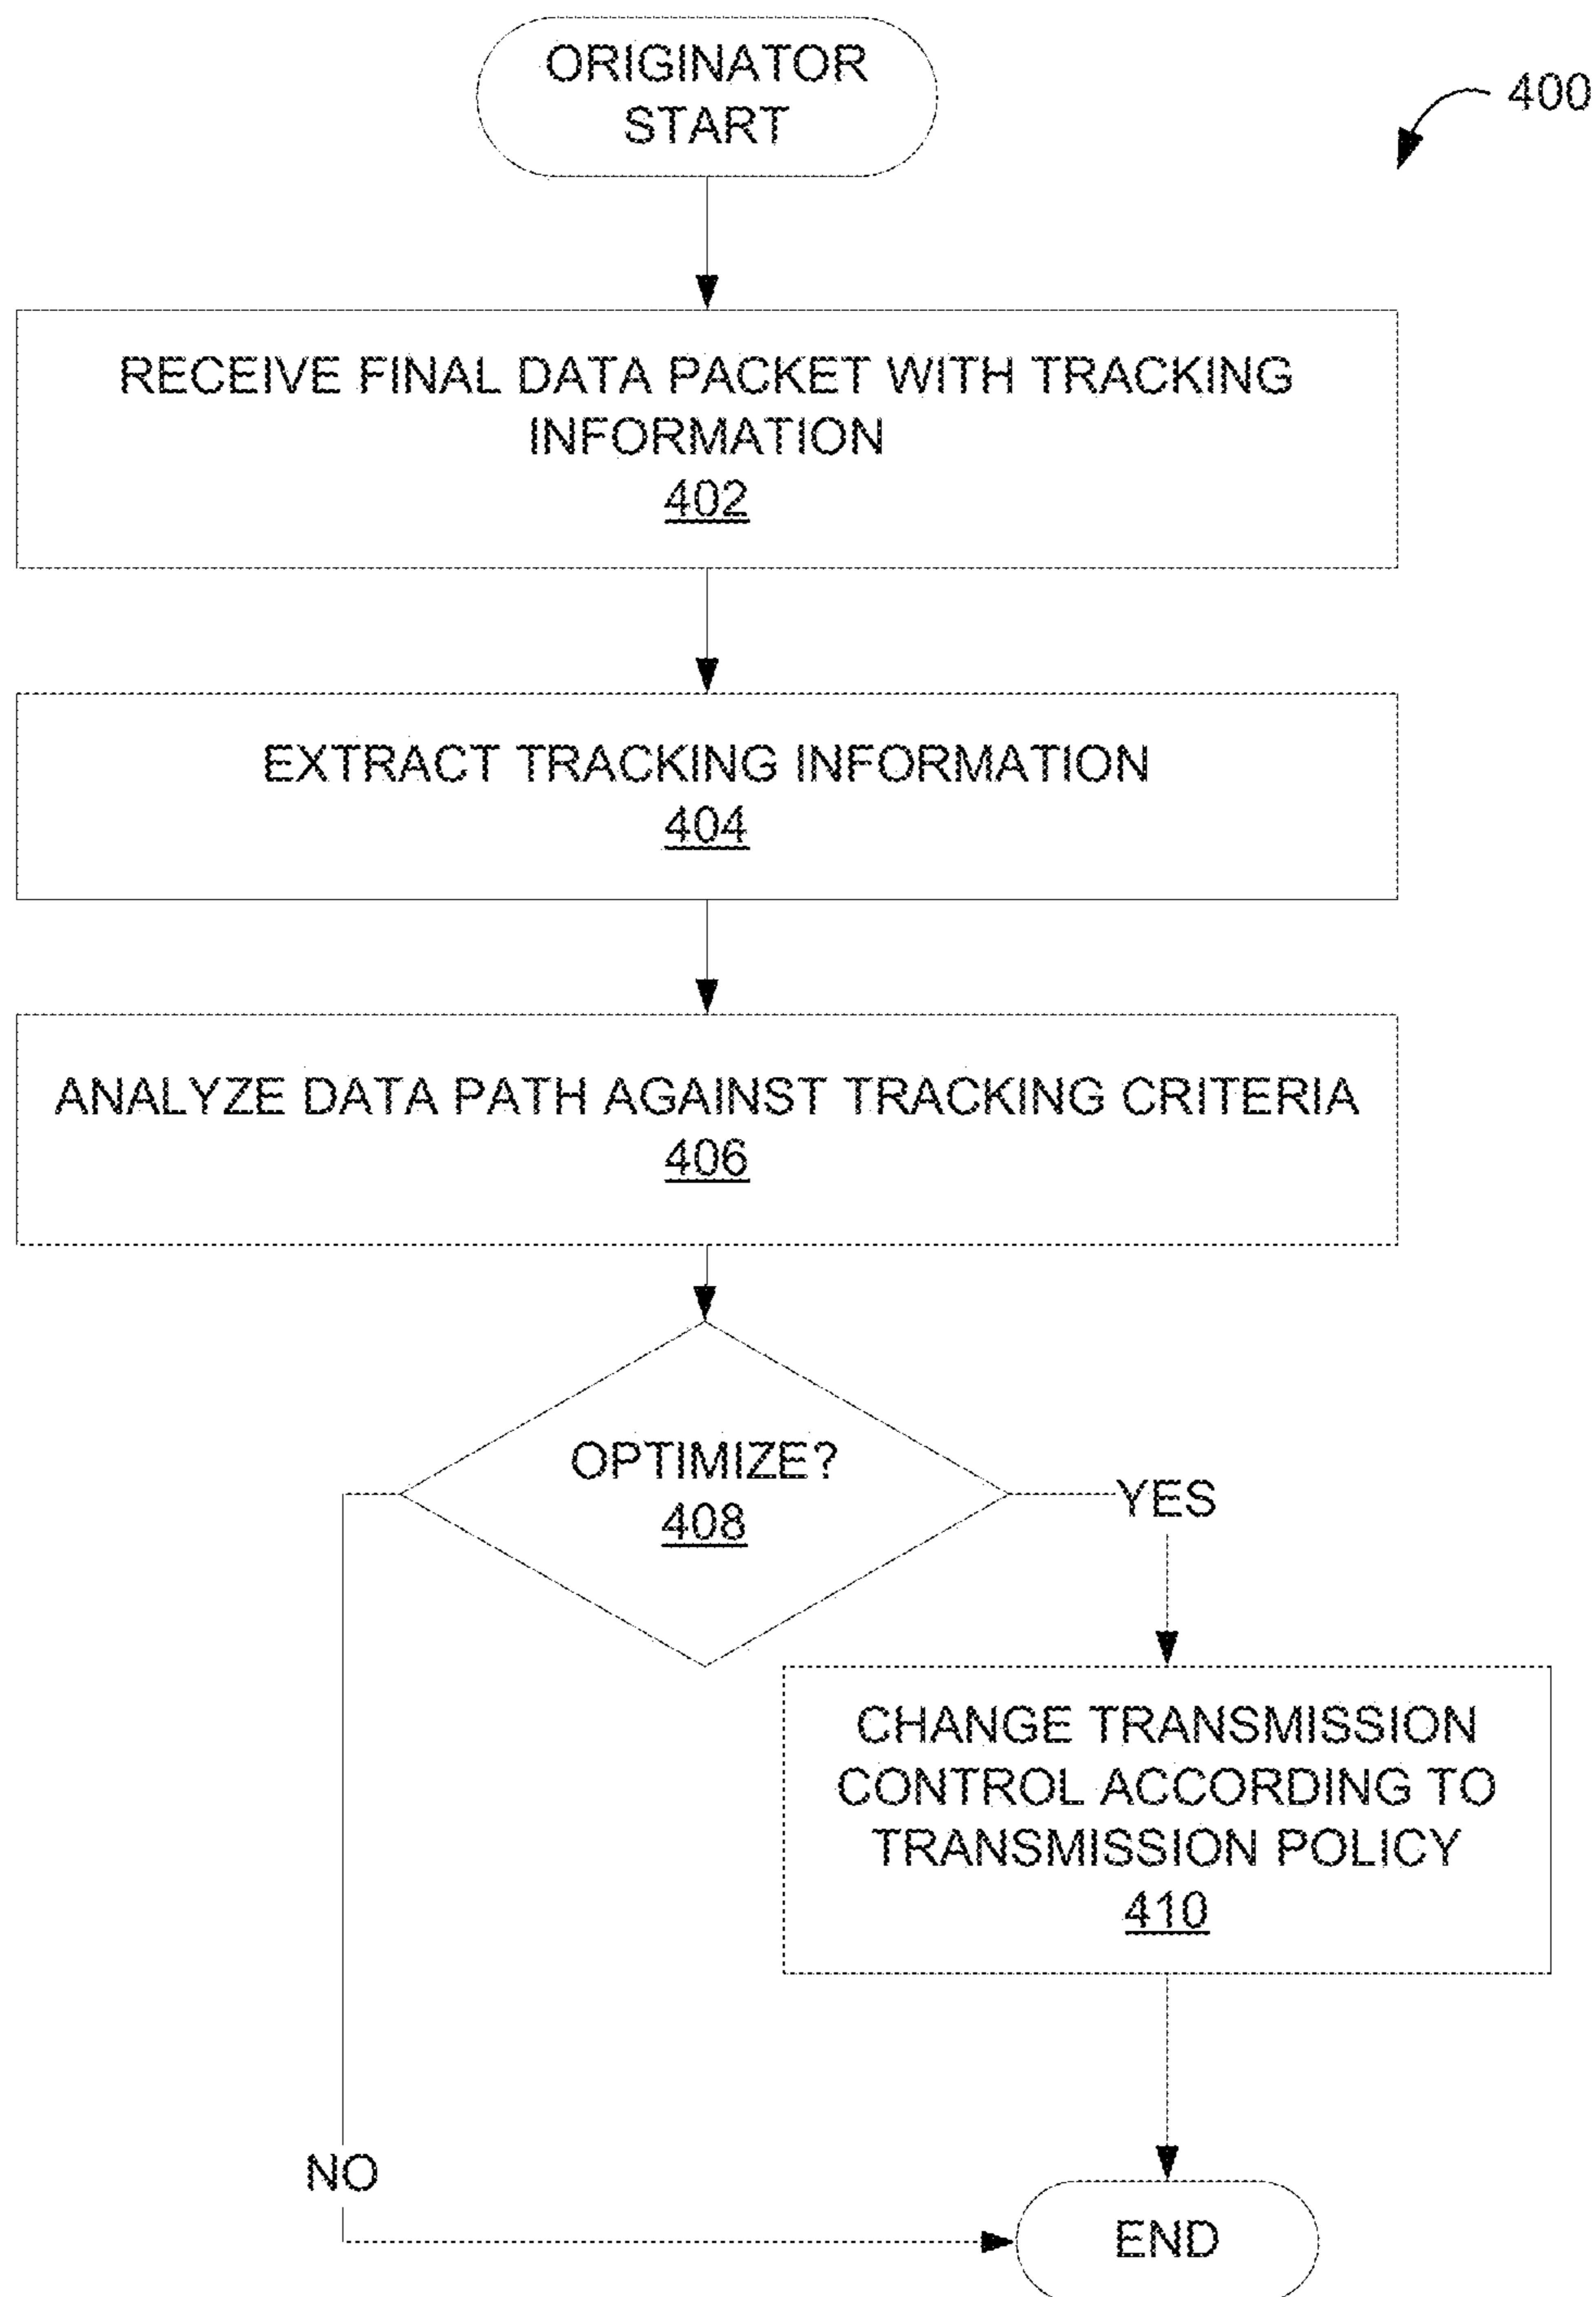 ORIGINATOR
START
400
RECEIVE FINAL DATA PACKET WITH TRACKING
INFORMATION
402
EXTRACT TRACKING INFORMATION
404
ANALYZE DATA PATH AGAINST TRACKING CRITERIA
406
OPTIMIZE?
408
YES
CHANGE TRANSMISSION
CONTROL ACCORDING TO
TRANSMISSION POLICY
410
NO
END